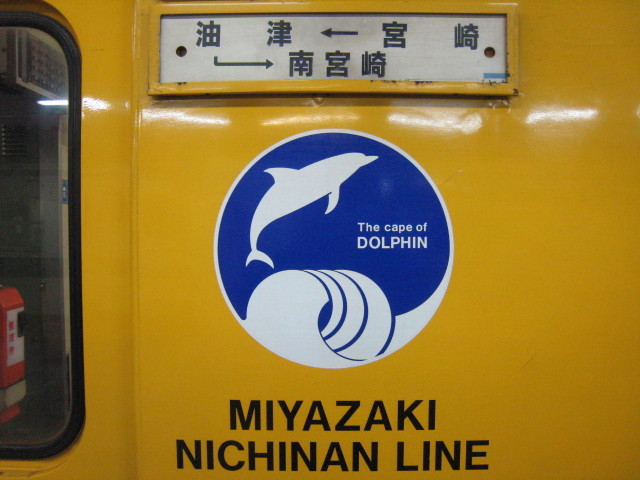 油津 ← 宮崎
↳ 南宮崎
The cape of
DOLPHIN
MIYAZAKI
NICHINAN LINE